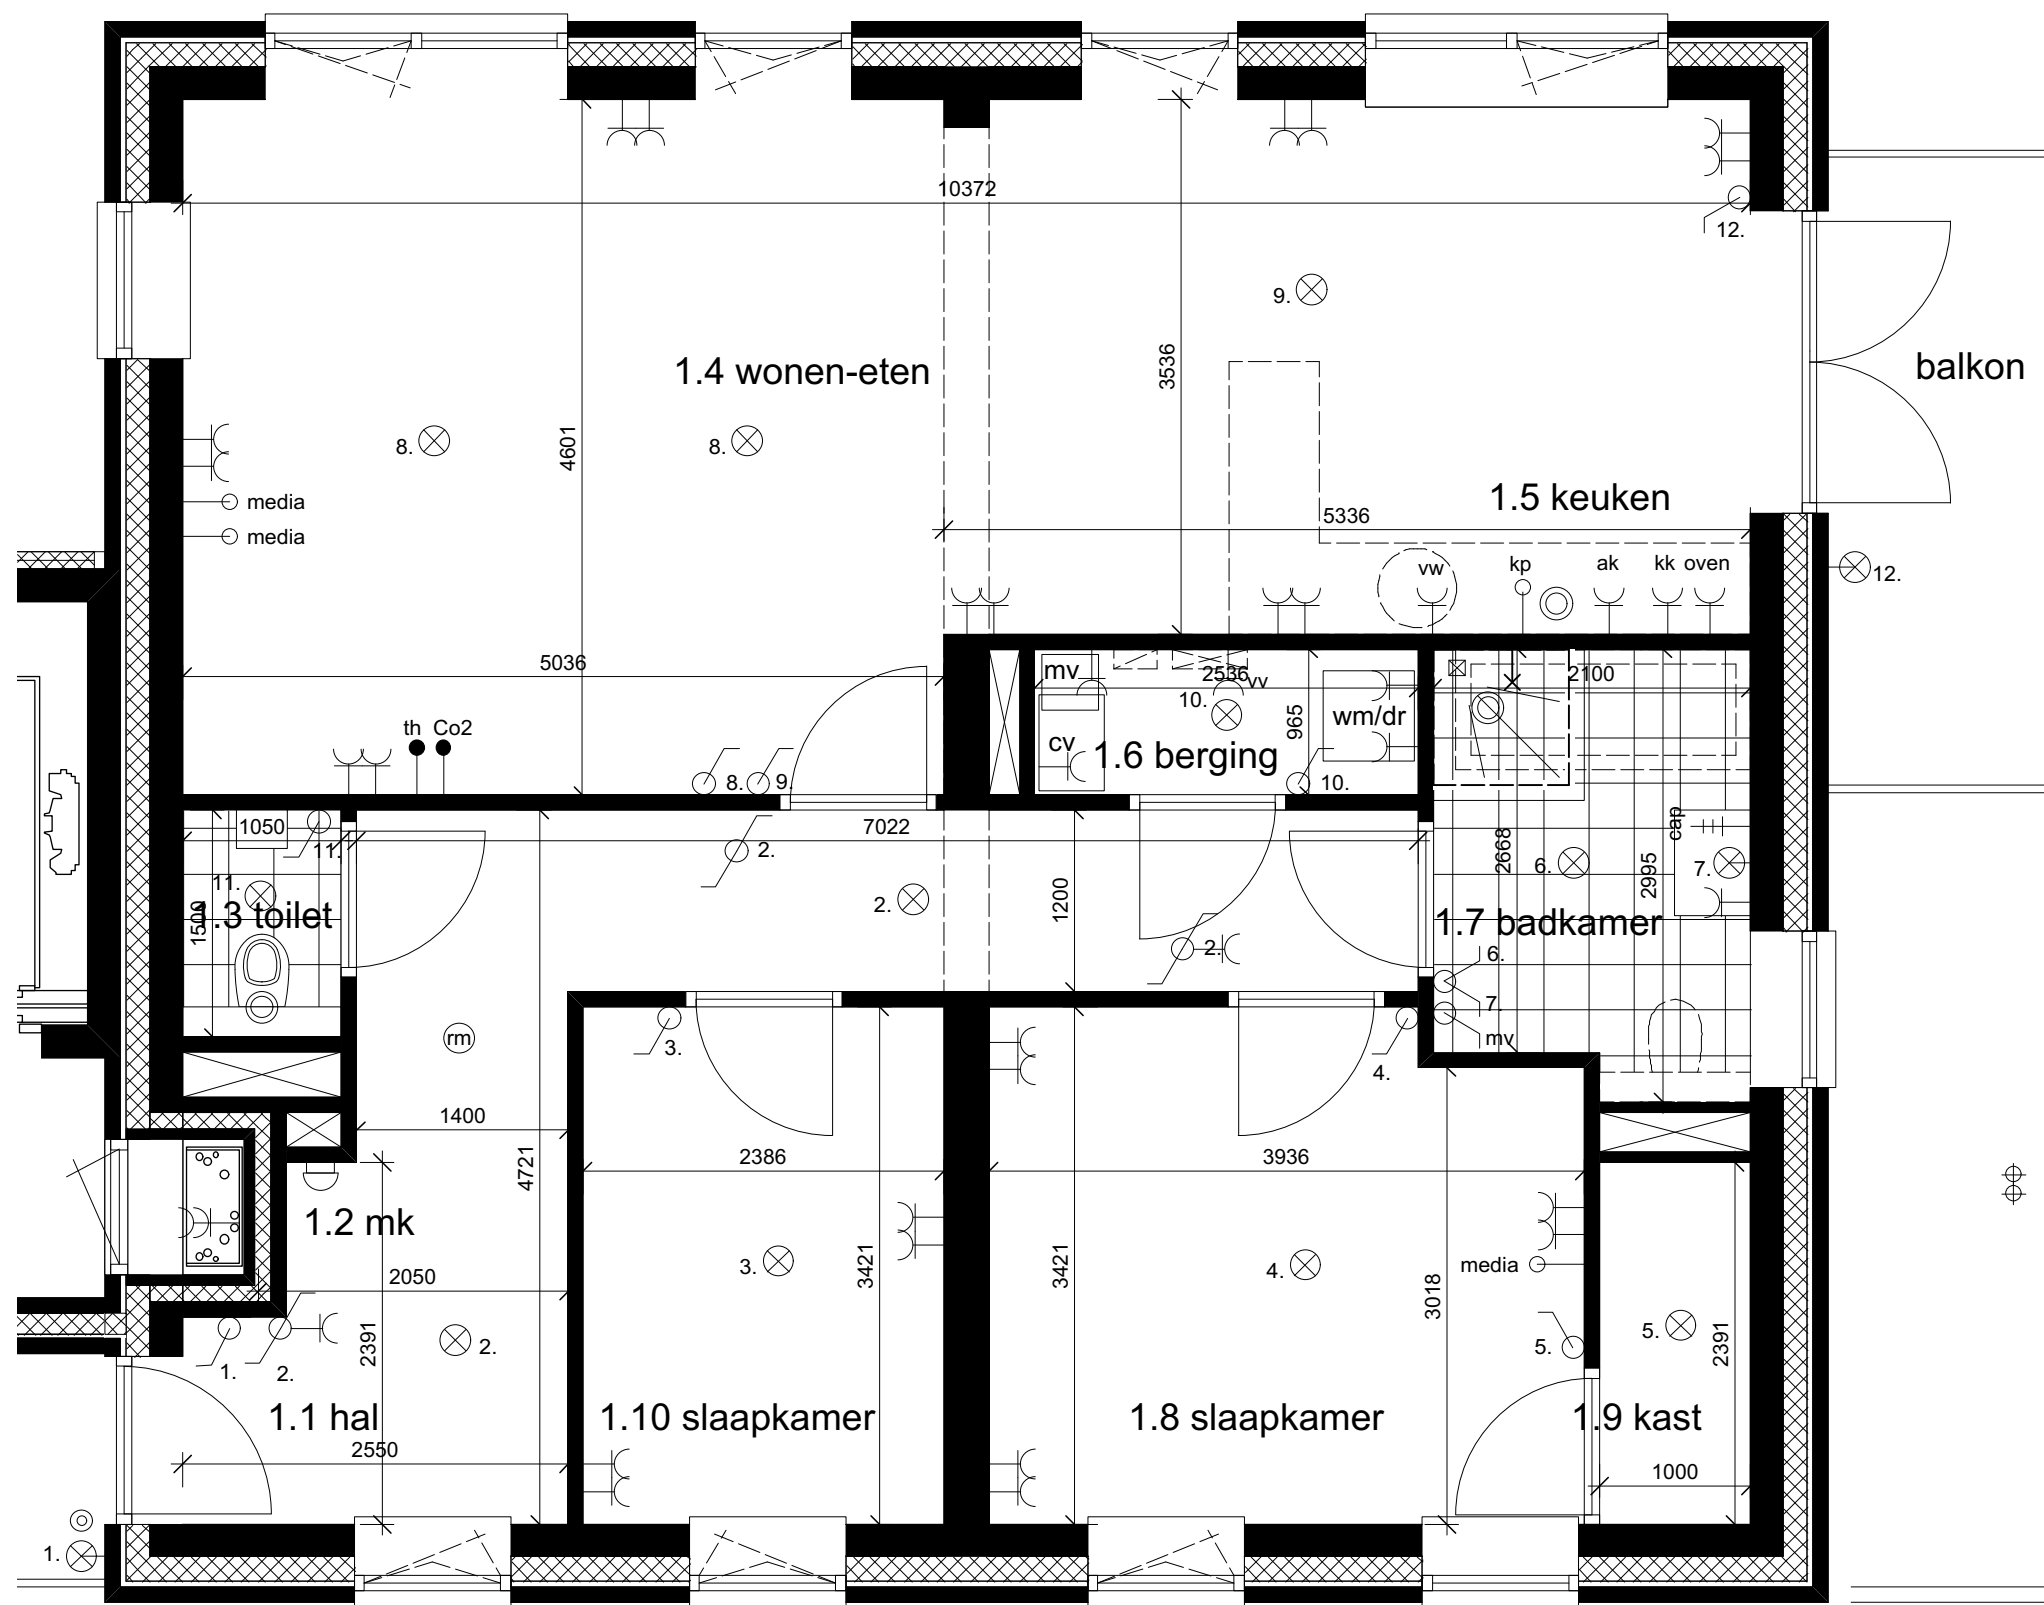 10372
12.
9.
1.4 wonen-eten
3536
balkon
8.
8.
4601
1.5 keuken
media
5336
media
vw
kp
ak
kk
oven
12.
5036
mv
2536
vv
2100
10.
965
wm/dr
th
Co2
cv
1.6 berging
8.
9.
10.
1050
7022
11.
2.
cap
2668
6.
2995
7.
11.
2.
1200
1.3 toilet
1500
1.7 badkamer
2.
6.
7.
rm
3.
mv
4.
1400
4721
2386
3936
1.2 mk
3.
3421
3421
4.
media
3018
2050
2391
2.
5.
5.
2391
1.
2.
1.1 hal
1.10 slaapkamer
1.8 slaapkamer
1.9 kast
2550
1000
1.